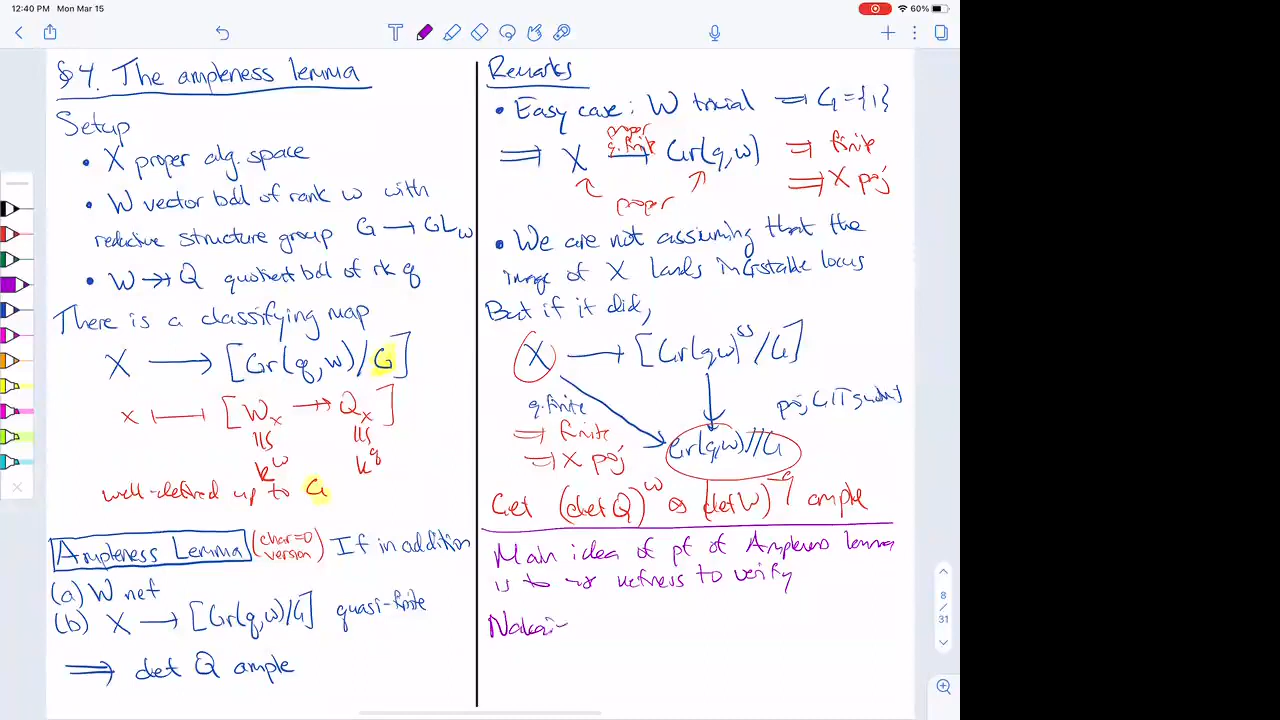 12:40 PM Mon Mar 15
60%
§4. The ampleness lemma
Setup
• X proper alg. space
• W vector bdl of rank w with
reductive structure group G → GL_w
• W ↠ Q quotient bdl of rk q
There is a classifying map
X → [Gr(q,w)/G]
x ↦ [W_x ↠ Q_x]
k^w k^q
well-defined up to G
Ampleness Lemma (char=0 version) If in addition
(a) W nef
(b) X → [Gr(q,w)/G] quasi-finite
⟹ det Q ample
Remarks
• Easy case: W trivial ⟹ G={1}
proper
q.finite
⟹ X → Gr(q,w) ⟹ finite
⟹ X proj
proper
• We are not assuming that the
image of X lands in stable locus
But if it did,
X → [Gr(q,w)^ss/G]
q.finite
proj GIT quotient
⟹ finite
Gr(q,w)//G
⟹ X proj
Get (det Q)^w ⊗ (det W)^-q ample
Main idea of pf of Ampleness lemma
is to use nefness to verify
Nakai-
8
/
31